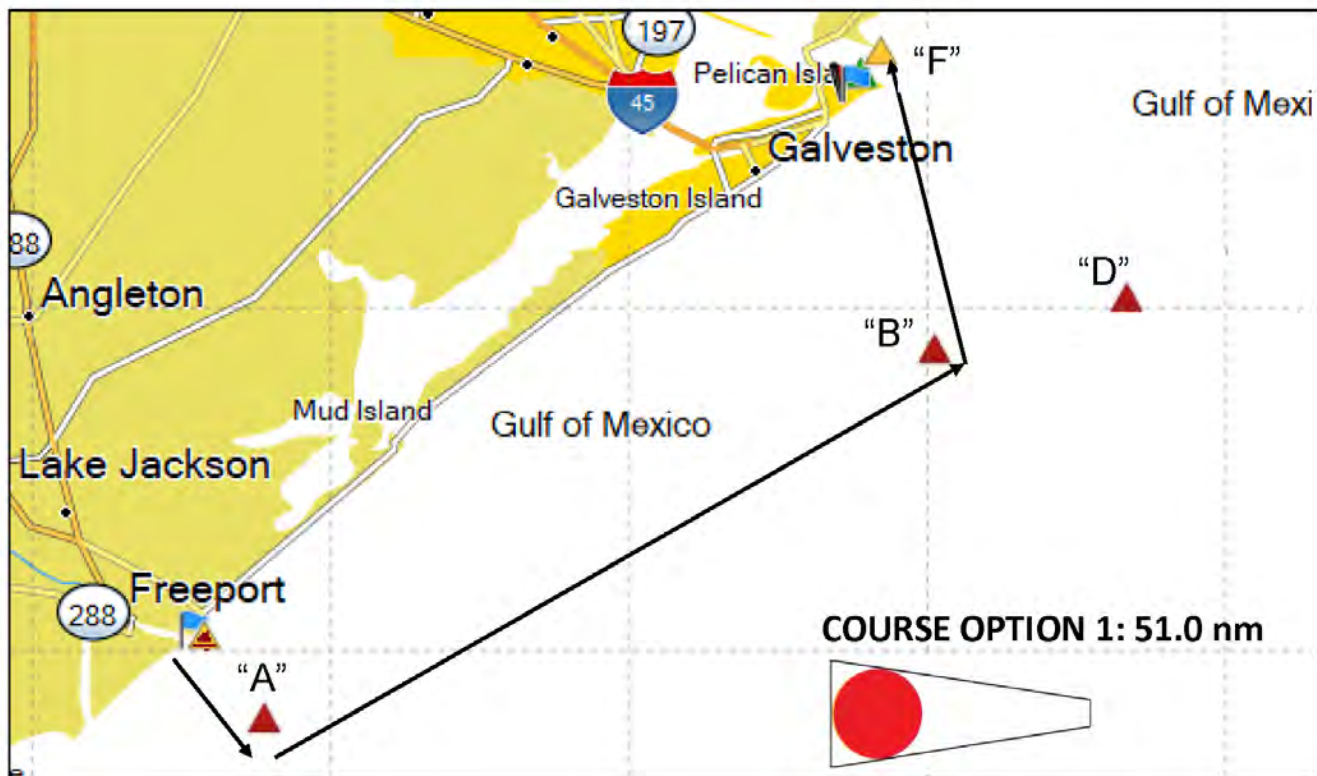 197
"F"
Pelican Isla
45
Gulf of Mexi
Galveston
Galveston Island
88
"D"
Angleton
"B"
Mud Island
Gulf of Mexico
Lake Jackson
Freeport
288
COURSE OPTION 1: 51.0 nm
"A"